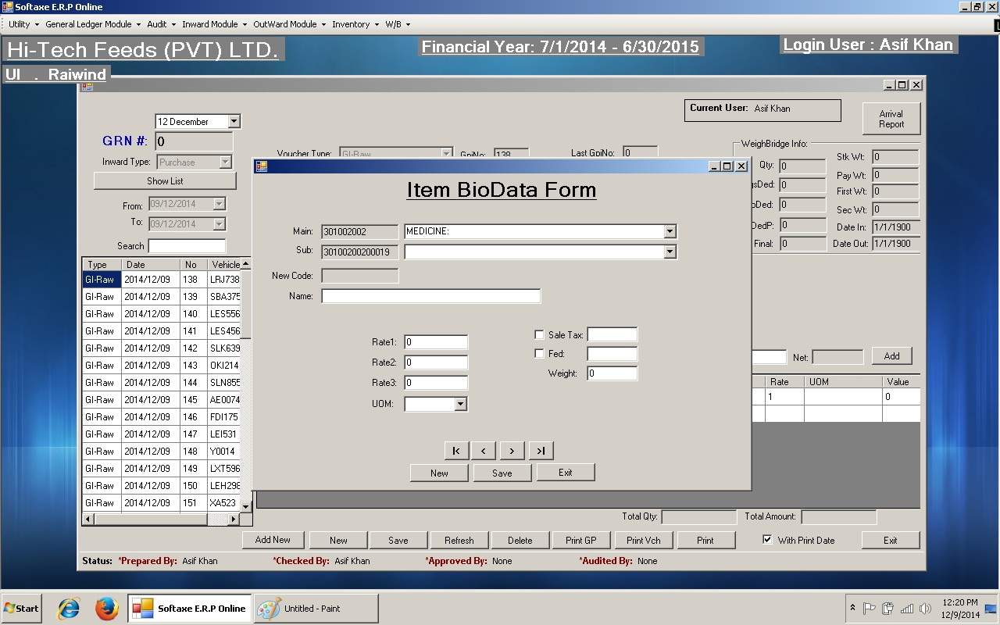 Softaxe E.R.P Online
Utility General Ledger Module Audit Inward Module OutWard Module Inventory W/B
Hi-Tech Feeds (PVT) LTD. Financial Year: 7/1/2014 - 6/30/2015 Login User : Asif Khan
UI . Raiwind
Current User: Asif Khan
Arrival Report
12 December
GRN #: 0
Inward Type: Purchase
Show List
From: 09/12/2014
To: 09/12/2014
Search
Voucher Type: GI-Raw GpiNo: 138 Last GpiNo: 0
WeighBridge Info:
Qty: 0 Stk Wt: 0
gsDed: 0 Pay Wt: 0
First Wt: 0
oDed: 0 Sec Wt: 0
DedP: 0 Date In: 1/1/1900
Final: 0 Date Out: 1/1/1900
Item BioData Form
Main: 301002002 MEDICINE:
Sub: 30100200200019
New Code:
Name:
Rate1: 0 Sale Tax:
Rate2: 0 Fed:
Rate3: 0 Weight: 0
UOM:
|< < > >|
New Save Exit
Net: Add
Rate UOM Value
1 0
Type Date No Vehicle
GI-Raw 2014/12/09 138 LRJ738
GI-Raw 2014/12/09 139 SBA375
GI-Raw 2014/12/09 140 LES556
GI-Raw 2014/12/09 141 LES456
GI-Raw 2014/12/09 142 SLK639
GI-Raw 2014/12/09 143 OKI214
GI-Raw 2014/12/09 144 SLN855
GI-Raw 2014/12/09 145 AE0074
GI-Raw 2014/12/09 146 FDI175
GI-Raw 2014/12/09 147 LEI531
GI-Raw 2014/12/09 148 Y0014
GI-Raw 2014/12/09 149 LXT596
GI-Raw 2014/12/09 150 LEH298
GI-Raw 2014/12/09 151 XA523
Total Qty: Total Amount:
Add New New Save Refresh Delete Print GP Print Vch Print With Print Date Exit
Status: *Prepared By: Asif Khan *Checked By: Asif Khan *Approved By: None *Audited By: None
Start Softaxe E.R.P Online Untitled - Paint 12:20 PM
12/9/2014